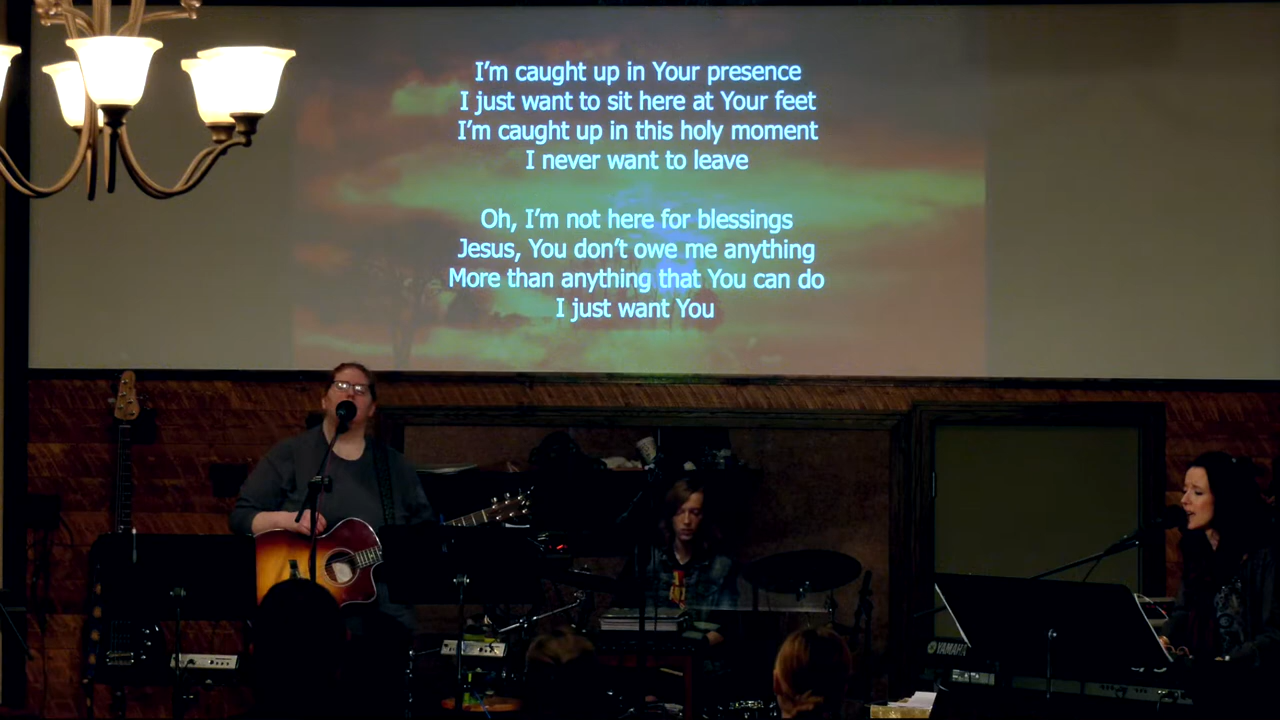 I'm caught up in Your presence
I just want to sit here at Your feet
I'm caught up in this holy moment
I never want to leave
Oh, I'm not here for blessings
Jesus, You don't owe me anything
More than anything that You can do
I just want You
YAMAHA